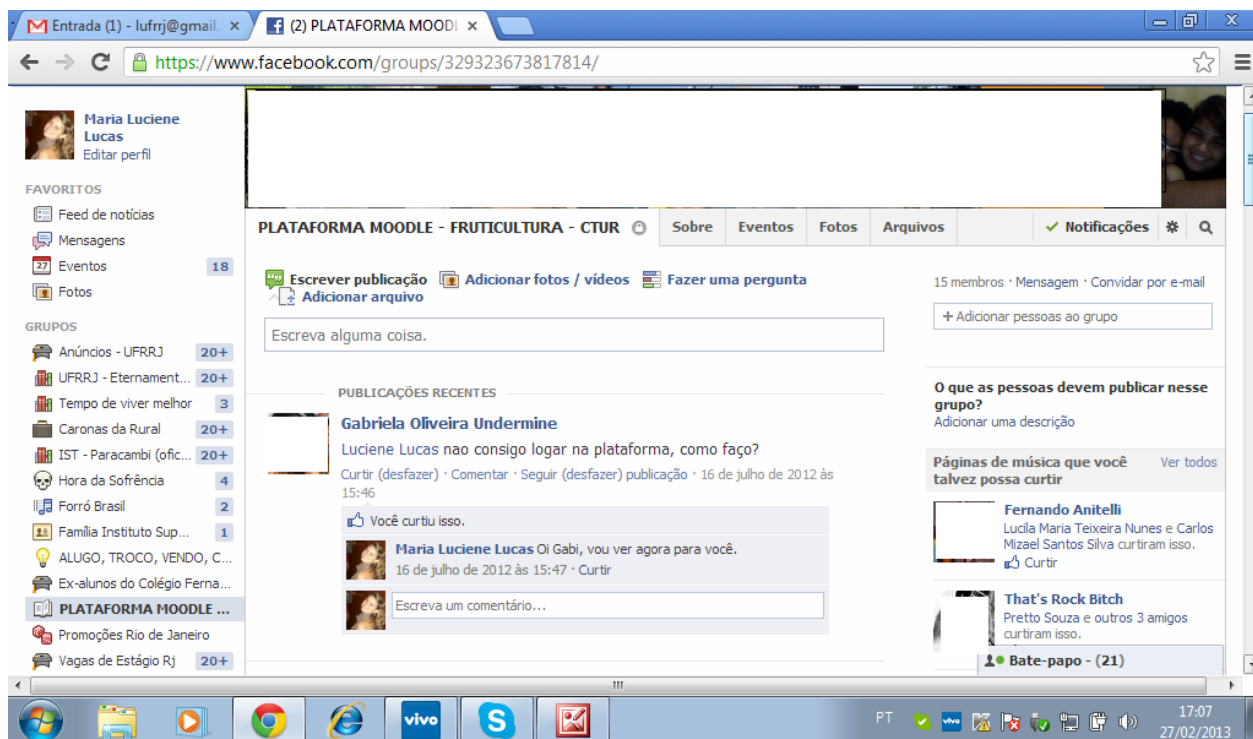 Entrada (1) - lufrrj@gmail.
(2) PLATAFORMA MOODL
https://www.facebook.com/groups/329323673817814/
Maria Luciene
Lucas
Editar perfil
FAVORITOS
Feed de notícias
Mensagens
27 Eventos 18
Fotos
GRUPOS
Anúncios - UFRRJ 20+
UFRRJ - Eternament... 20+
Tempo de viver melhor 3
Caronas da Rural 20+
IST - Paracambi (ofic... 20+
Hora da Sofrência 4
Forró Brasil 2
Família Instituto Sup... 1
ALUGO, TROCO, VENDO, C...
Ex-alunos do Colégio Ferna...
PLATAFORMA MOODLE ...
Promoções Rio de Janeiro
Vagas de Estágio Rj 20+
PLATAFORMA MOODLE - FRUTICULTURA - CTUR Sobre Eventos Fotos Arquivos Notificações
Escrever publicação Adicionar fotos / vídeos Fazer uma pergunta
Adicionar arquivo
Escreva alguma coisa.
PUBLICAÇÕES RECENTES
Gabriela Oliveira Undermine
Luciene Lucas nao consigo logar na plataforma, como faço?
Curtir (desfazer) · Comentar · Seguir (desfazer) publicação · 16 de julho de 2012 às
15:46
Você curtiu isso.
Maria Luciene Lucas Oi Gabi, vou ver agora para você.
16 de julho de 2012 às 15:47 · Curtir
Escreva um comentário...
15 membros · Mensagem · Convidar por e-mail
+ Adicionar pessoas ao grupo
O que as pessoas devem publicar nesse
grupo?
Adicionar uma descrição
Páginas de música que você Ver todos
talvez possa curtir
Fernando Anitelli
Lucila Maria Teixeira Nunes e Carlos
Mizael Santos Silva curtiram isso.
Curtir
That's Rock Bitch
Pretto Souza e outros 3 amigos
curtiram isso.
Bate-papo - (21)
vivo
S
PT
vivo
17:07
27/02/2013